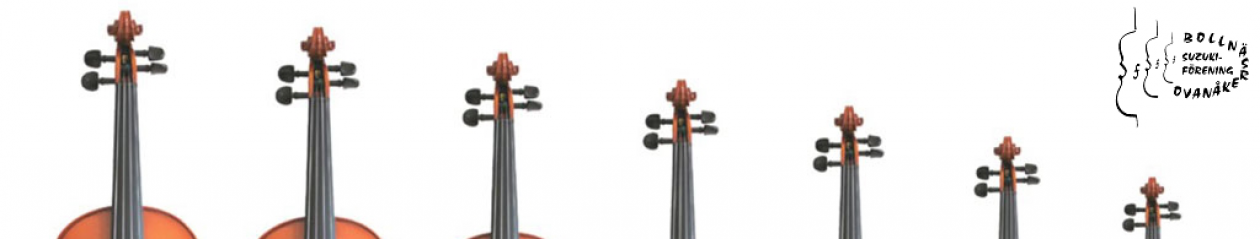 BOLLNÄS
SUZUKI-
FÖRENING
OVANÅKER